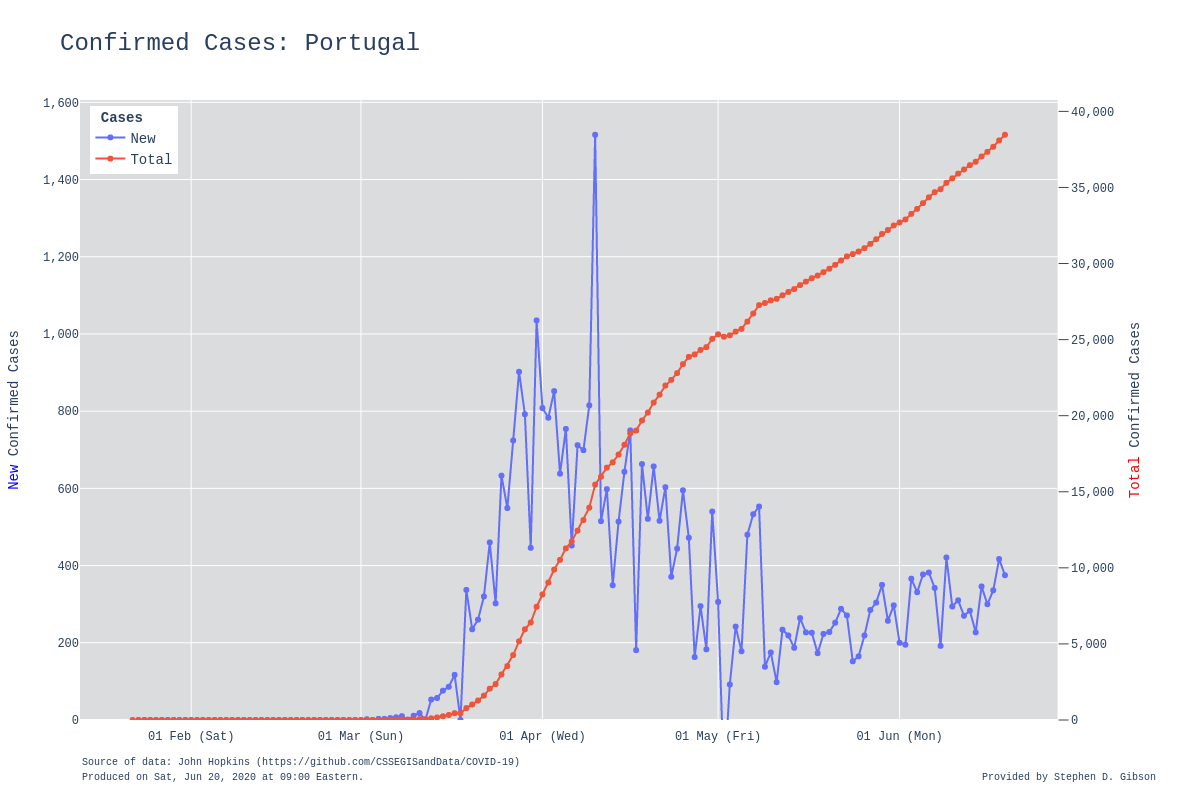 Confirmed Cases: Portugal
Cases
New
Total
1,600
1,400
1,200
1,000
800
600
400
200
0
New Confirmed Cases
40,000
35,000
30,000
25,000
20,000
15,000
10,000
5,000
0
Total Confirmed Cases
01 Feb (Sat)
01 Mar (Sun)
01 Apr (Wed)
01 May (Fri)
01 Jun (Mon)
Source of data: John Hopkins (https://github.com/CSSEGISandData/COVID-19)
Produced on Sat, Jun 20, 2020 at 09:00 Eastern.
Provided by Stephen D. Gibson